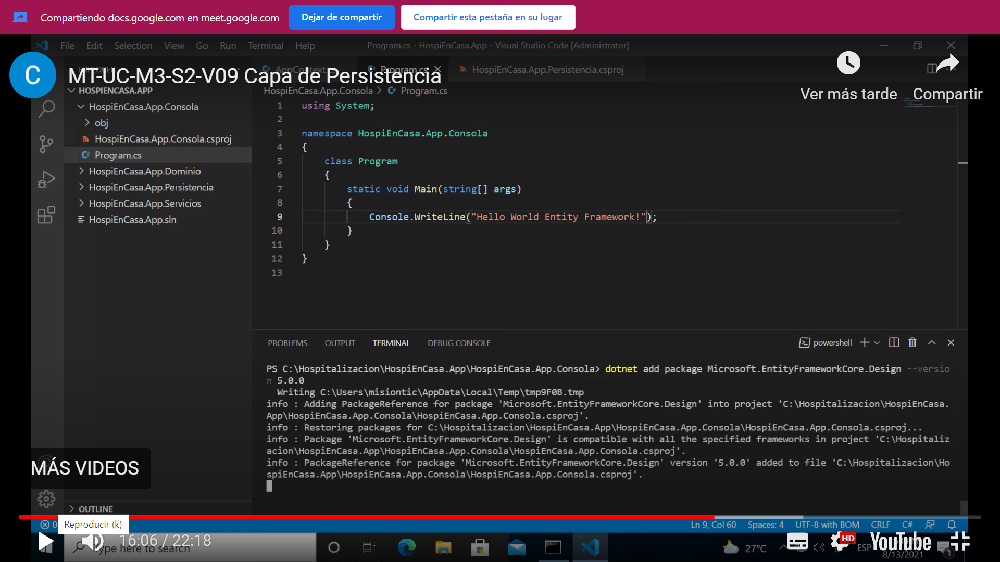 Compartiendo docs.google.com en meet.google.com
Dejar de compartir
Compartir esta pestaña en su lugar
File Edit Selection View Go Run Terminal Help
Program.cs - HospiEnCasa.App - Visual Studio Code [Administrator]
C
MT-UC-M3-S2-V09 Capa de Persistencia
EXPLORER
Program.cs
HospiEnCasa.App.Persistencia.csproj
Ver más tarde
Compartir
HOSPIENCASA.APP
HospiEnCasa.App.Console
obj
HospiEnCasa.App.Consola.csproj
Program.cs
HospiEnCasa.App.Dominio
HospiEnCasa.App.Persistencia
HospiEnCasa.App.Servicios
HospiEnCasa.App.sln
HospiEnCasa.App.Consola > Program.cs
1 using System;
2
3 namespace HospiEnCasa.App.Consola
4 {
5 class Program
6 {
7 static void Main(string[] args)
8 {
9 Console.WriteLine("Hello World Entity Framework!");
10 }
11 }
12 }
13
PROBLEMS OUTPUT TERMINAL DEBUG CONSOLE
powershell
PS C:\Hospitalizacion\HospiEnCasa.App\HospiEnCasa.App.Consola> dotnet add package Microsoft.EntityFrameworkCore.Design --versio
n 5.0.0
Writing C:\Users\misiontic\AppData\Local\Temp\tmp9F0B.tmp
info : Adding PackageReference for package 'Microsoft.EntityFrameworkCore.Design' into project 'C:\Hospitalizacion\HospiEnCasa.
App\HospiEnCasa.App.Consola\HospiEnCasa.App.Consola.csproj'.
info : Restoring packages for C:\Hospitalizacion\HospiEnCasa.App\HospiEnCasa.App.Consola\HospiEnCasa.App.Consola.csproj...
info : Package 'Microsoft.EntityFrameworkCore.Design' is compatible with all the specified frameworks in project 'C:\Hospitaliz
acion\HospiEnCasa.App\HospiEnCasa.App.Consola\HospiEnCasa.App.Consola.csproj'.
info : PackageReference for package 'Microsoft.EntityFrameworkCore.Design' version '5.0.0' added to file 'C:\Hospitalizacion\Ho
spiEnCasa.App\HospiEnCasa.App.Consola\HospiEnCasa.App.Consola.csproj'.
MÁS VIDEOS
OUTLINE
0
Reproducir (k)
Ln 9, Col 60 Spaces: 4 UTF-8 with BOM CRLF C#
16:06 / 22:18
Type here to search
27°C
ESP
HD
YouTube
8/13/2021
1